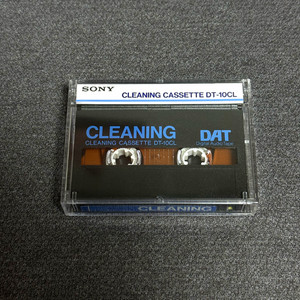 SONY
CLEANING CASSETTE DT-10CL
CLEANING
DAT
CLEANING CASSETTE DT-10CL
Digital Audio Tape
CLEANING